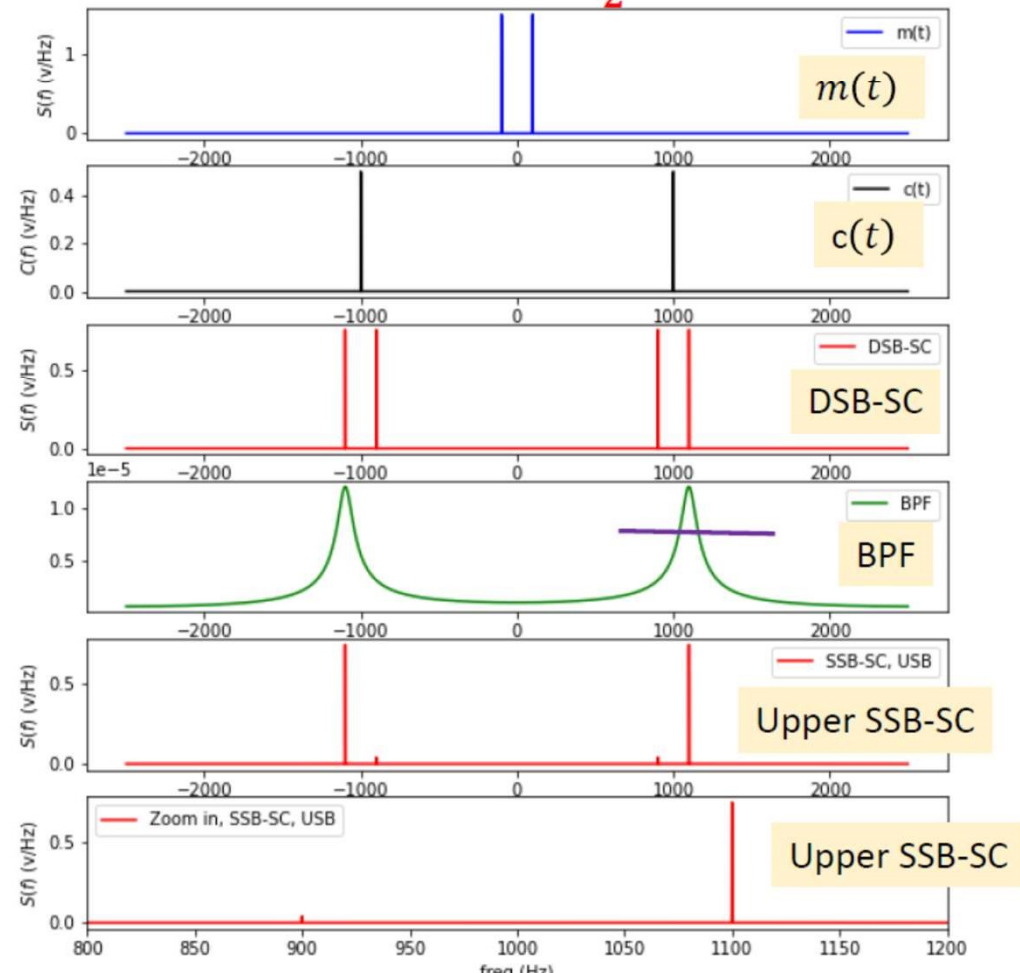 2
m(t)
m(t)
S(f) (v/Hz)
1
0
−2000 −1000 0 1000 2000
c(t)
c(t)
C(f) (v/Hz)
0.4
0.2
0.0
−2000 −1000 0 1000 2000
DSB-SC
DSB-SC
S(f) (v/Hz)
0.5
0.0
−2000 −1000 0 1000 2000
1e−5
BPF
BPF
1.0
0.5
−2000 −1000 0 1000 2000
SSB-SC, USB
Upper SSB-SC
S(f) (v/Hz)
0.5
0.0
−2000 −1000 0 1000 2000
Zoom in, SSB-SC, USB
Upper SSB-SC
S(f) (v/Hz)
0.5
0.0
800 850 900 950 1000 1050 1100 1150 1200
freq (Hz)